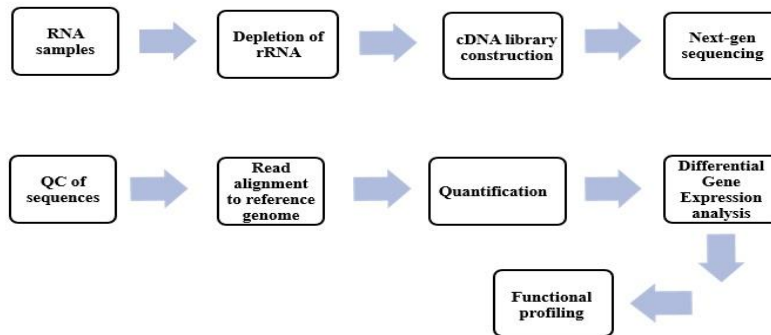 RNA
samples
Depletion of
rRNA
cDNA library
construction
Next-gen
sequencing
QC of
sequences
Read
alignment
to reference
genome
Quantification
Differential
Gene
Expression
analysis
Functional
profiling